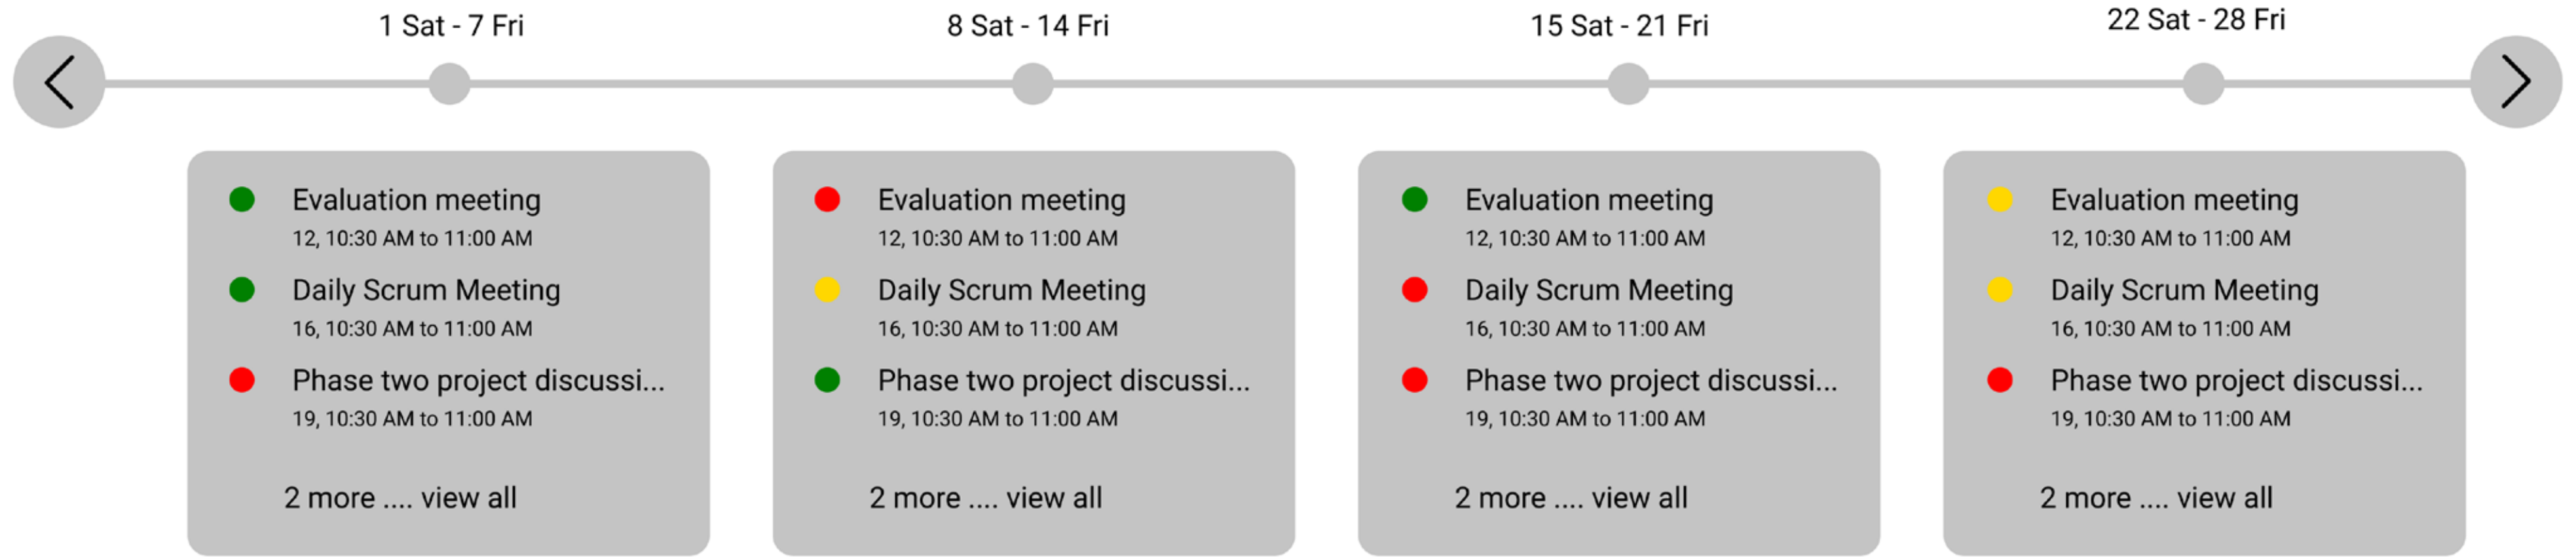 1 Sat - 7 Fri
8 Sat - 14 Fri
15 Sat - 21 Fri
22 Sat - 28 Fri
Evaluation meeting
12, 10:30 AM to 11:00 AM
Daily Scrum Meeting
16, 10:30 AM to 11:00 AM
Phase two project discussi...
19, 10:30 AM to 11:00 AM
2 more .... view all
Evaluation meeting
12, 10:30 AM to 11:00 AM
Daily Scrum Meeting
16, 10:30 AM to 11:00 AM
Phase two project discussi...
19, 10:30 AM to 11:00 AM
2 more .... view all
Evaluation meeting
12, 10:30 AM to 11:00 AM
Daily Scrum Meeting
16, 10:30 AM to 11:00 AM
Phase two project discussi...
19, 10:30 AM to 11:00 AM
2 more .... view all
Evaluation meeting
12, 10:30 AM to 11:00 AM
Daily Scrum Meeting
16, 10:30 AM to 11:00 AM
Phase two project discussi...
19, 10:30 AM to 11:00 AM
2 more .... view all